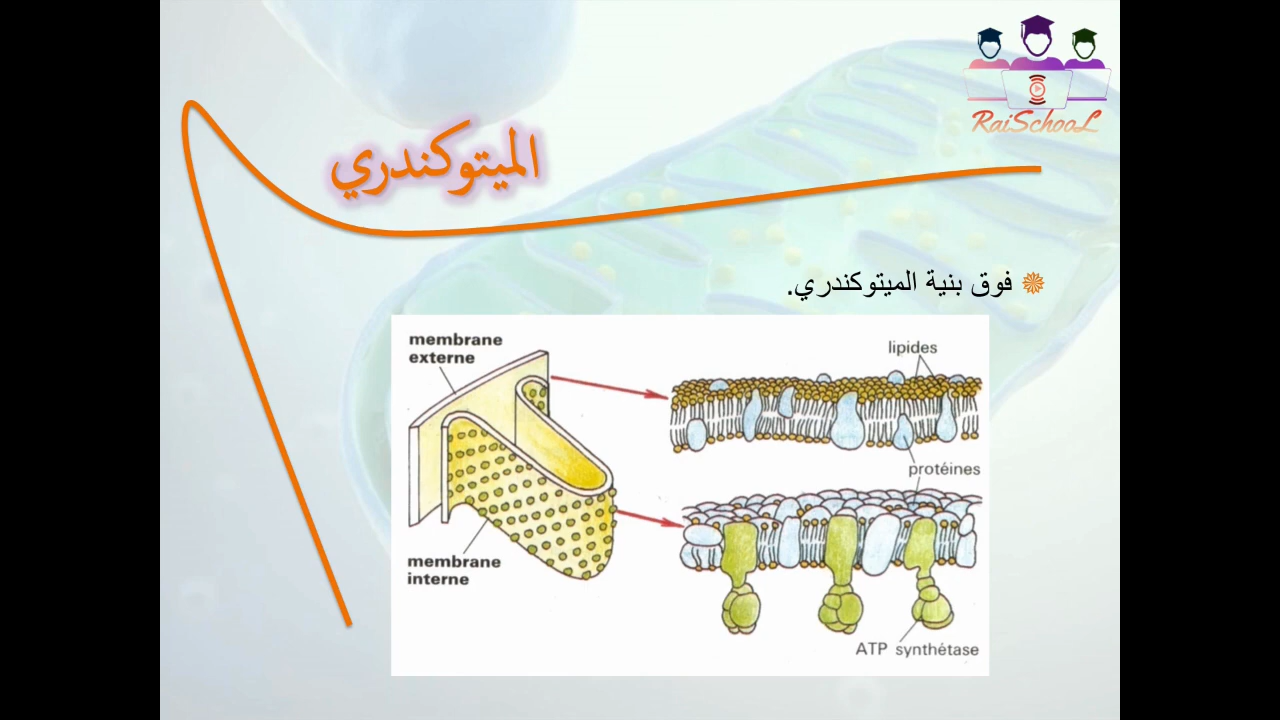 RaiSchooL
الميتوكندري
فوق بنية الميتوكندري.
membrane
externe
lipides
protéines
membrane
interne
ATP synthétase